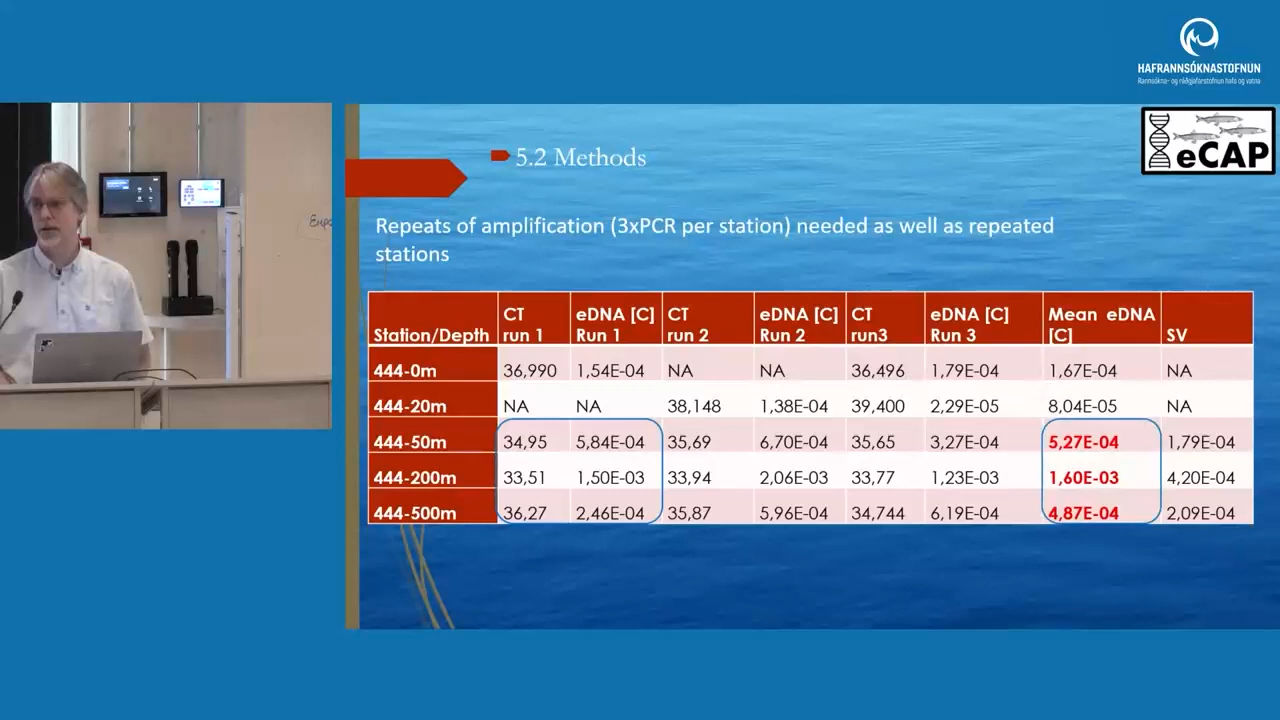 HAFRANNSÓKNASTOFNUN
Rannsókna- og ráðgjafarstofnun hafs og vatna
eCAP
5.2 Methods
Repeats of amplification (3xPCR per station) needed as well as repeated
stations
Station/Depth CT run 1 eDNA [C] Run 1 CT run 2 eDNA [C] Run 2 CT run3 eDNA [C] Run 3 Mean eDNA [C] SV
444-0m 36,990 1,54E-04 NA NA 36,496 1,79E-04 1,67E-04 NA
444-20m NA NA 38,148 1,38E-04 39,400 2,29E-05 8,04E-05 NA
444-50m 34,95 5,84E-04 35,69 6,70E-04 35,65 3,27E-04 5,27E-04 1,79E-04
444-200m 33,51 1,50E-03 33,94 2,06E-03 33,77 1,23E-03 1,60E-03 4,20E-04
444-500m 36,27 2,46E-04 35,87 5,96E-04 34,744 6,19E-04 4,87E-04 2,09E-04